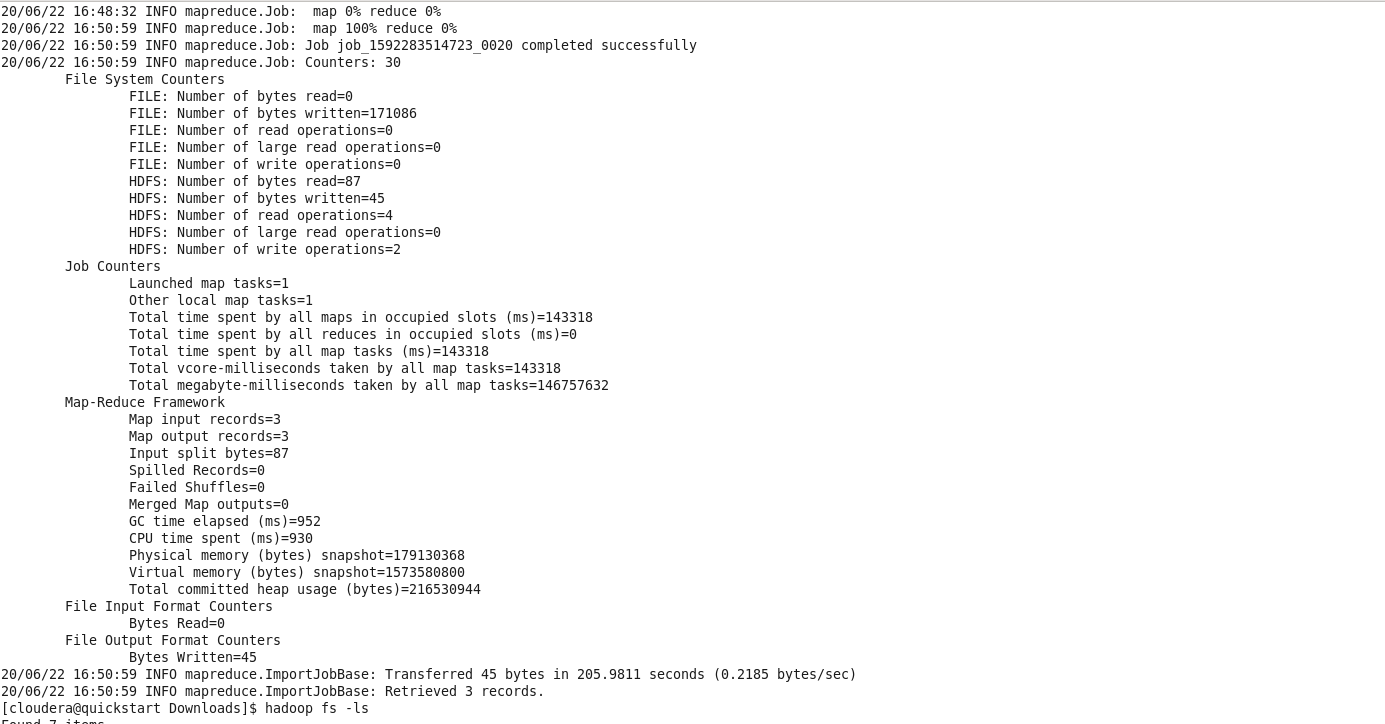 20/06/22 16:48:32 INFO mapreduce.Job:  map 0% reduce 0%
20/06/22 16:50:59 INFO mapreduce.Job:  map 100% reduce 0%
20/06/22 16:50:59 INFO mapreduce.Job: Job job_1592283514723_0020 completed successfully
20/06/22 16:50:59 INFO mapreduce.Job: Counters: 30
File System Counters
FILE: Number of bytes read=0
FILE: Number of bytes written=171086
FILE: Number of read operations=0
FILE: Number of large read operations=0
FILE: Number of write operations=0
HDFS: Number of bytes read=87
HDFS: Number of bytes written=45
HDFS: Number of read operations=4
HDFS: Number of large read operations=0
HDFS: Number of write operations=2
Job Counters
Launched map tasks=1
Other local map tasks=1
Total time spent by all maps in occupied slots (ms)=143318
Total time spent by all reduces in occupied slots (ms)=0
Total time spent by all map tasks (ms)=143318
Total vcore-milliseconds taken by all map tasks=143318
Total megabyte-milliseconds taken by all map tasks=146757632
Map-Reduce Framework
Map input records=3
Map output records=3
Input split bytes=87
Spilled Records=0
Failed Shuffles=0
Merged Map outputs=0
GC time elapsed (ms)=952
CPU time spent (ms)=930
Physical memory (bytes) snapshot=179130368
Virtual memory (bytes) snapshot=1573580800
Total committed heap usage (bytes)=216530944
File Input Format Counters
Bytes Read=0
File Output Format Counters
Bytes Written=45
20/06/22 16:50:59 INFO mapreduce.ImportJobBase: Transferred 45 bytes in 205.9811 seconds (0.2185 bytes/sec)
20/06/22 16:50:59 INFO mapreduce.ImportJobBase: Retrieved 3 records.
[cloudera@quickstart Downloads]$ hadoop fs -ls
Found 7 items